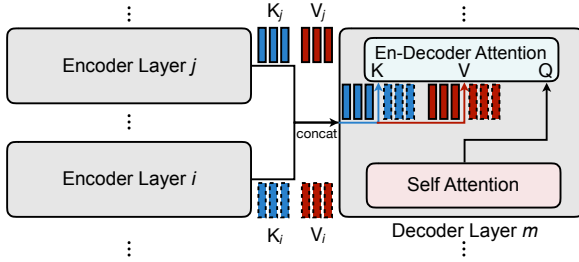 K_j V_j
Encoder Layer j
En-Decoder Attention
K V Q
concat
Encoder Layer i
Self Attention
K_i V_i
Decoder Layer m